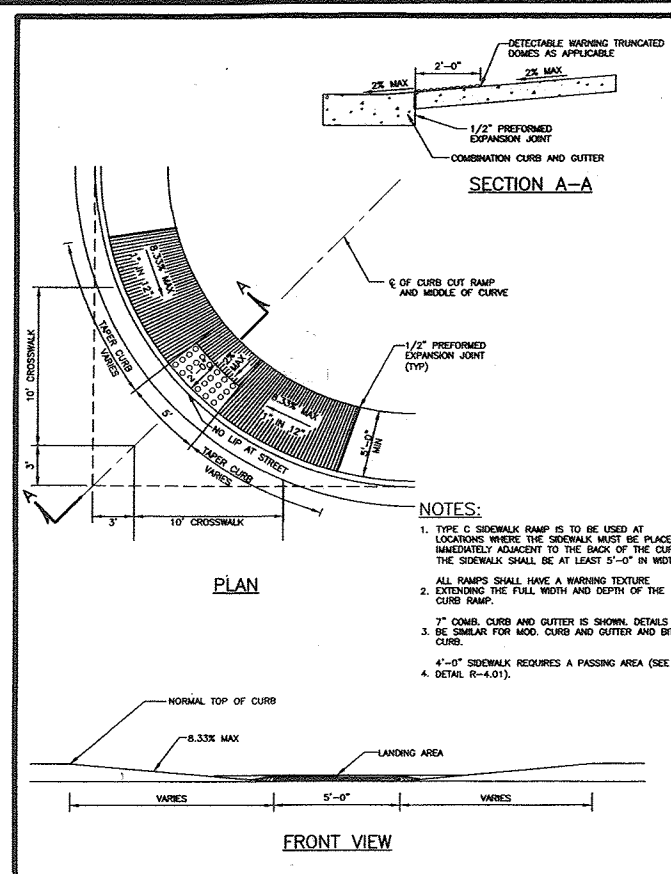 DETECTABLE WARNING TRUNCATED
DOMES AS APPLICABLE
2'-0"
2% MAX
2% MAX
1/2" PREFORMED
EXPANSION JOINT
COMBINATION CURB AND GUTTER
SECTION A-A
8.33% MAX
1" IN 12"
A
℄ OF CURB CUT RAMP
AND MIDDLE OF CURVE
1/2" PREFORMED
EXPANSION JOINT
(TYP)
10' CROSSWALK
TAPER CURB
VARIES
2'-0"
2%
MAX
8.33% MAX
1" IN 12"
5'
NO LIP AT STREET
TAPER CURB
VARIES
5'-0"
MIN
3'
A
3'
10' CROSSWALK
PLAN
NOTES:
1. TYPE C SIDEWALK RAMP IS TO BE USED AT
LOCATIONS WHERE THE SIDEWALK MUST BE PLACE
IMMEDIATELY ADJACENT TO THE BACK OF THE
THE SIDEWALK SHALL BE AT LEAST 5'-0" IN
ALL RAMPS SHALL HAVE A WARNING TEXTURE
2. EXTENDING THE FULL WIDTH AND DEPTH OF THE
CURB RAMP.
7" COMB. CURB AND GUTTER IS SHOWN. DETAILS
3. BE SIMILAR FOR MOD. CURB AND GUTTER AND
CURB.
4'-0" SIDEWALK REQUIRES A PASSING AREA (SEE
4. DETAIL R-4.01).
NORMAL TOP OF CURB
8.33% MAX
LANDING AREA
VARIES
5'-0"
VARIES
FRONT VIEW